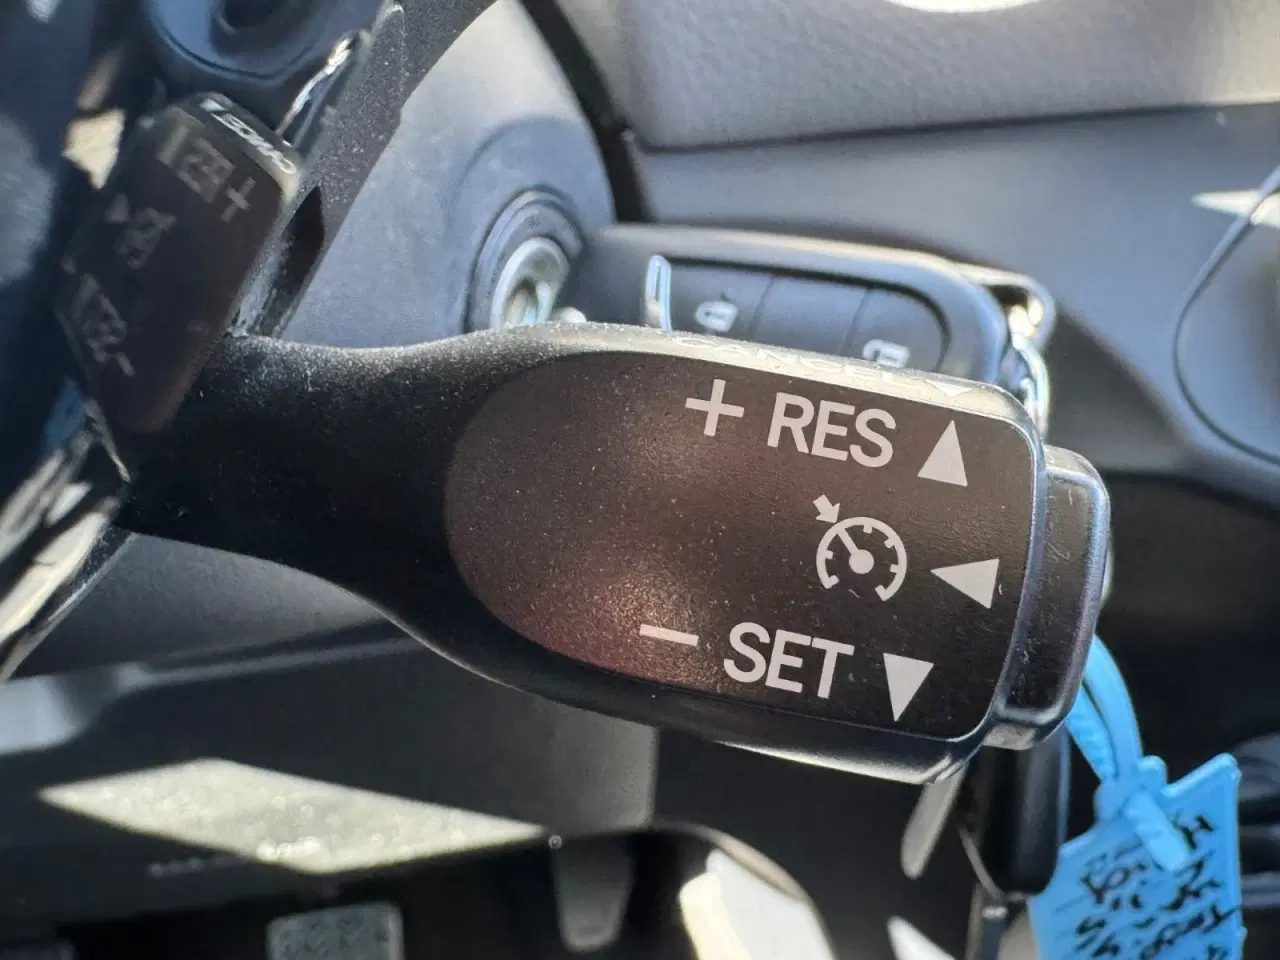 CANCEL
+ RES
- SET